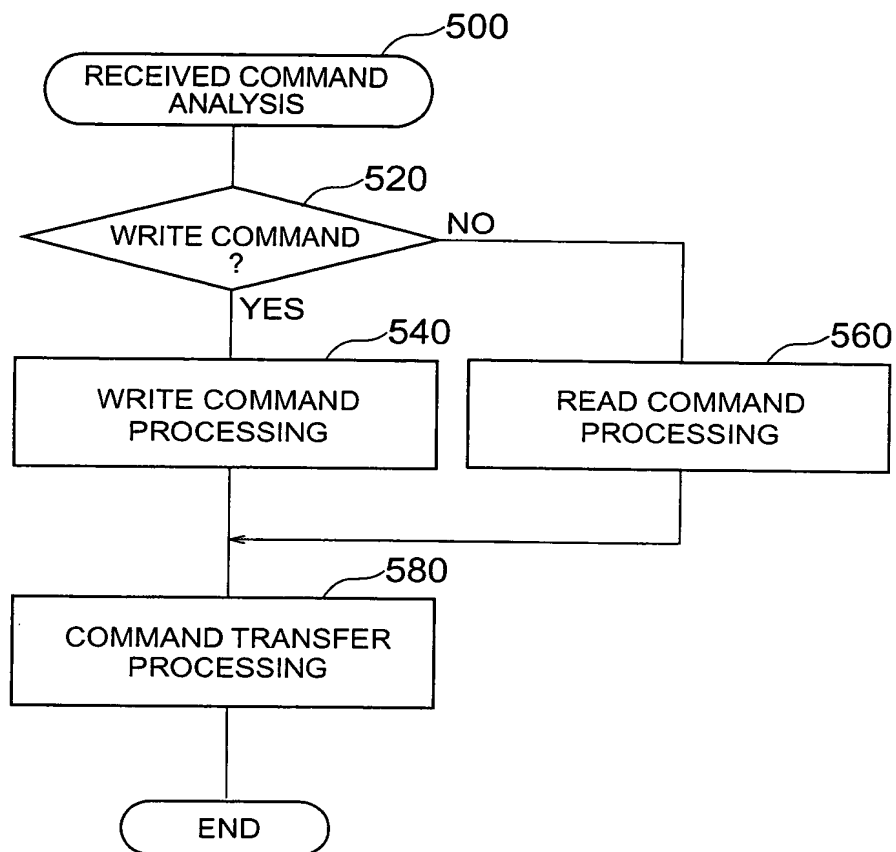 500
RECEIVED COMMAND
ANALYSIS
520
WRITE COMMAND
?
NO
YES
540
WRITE COMMAND
PROCESSING
560
READ COMMAND
PROCESSING
580
COMMAND TRANSFER
PROCESSING
END